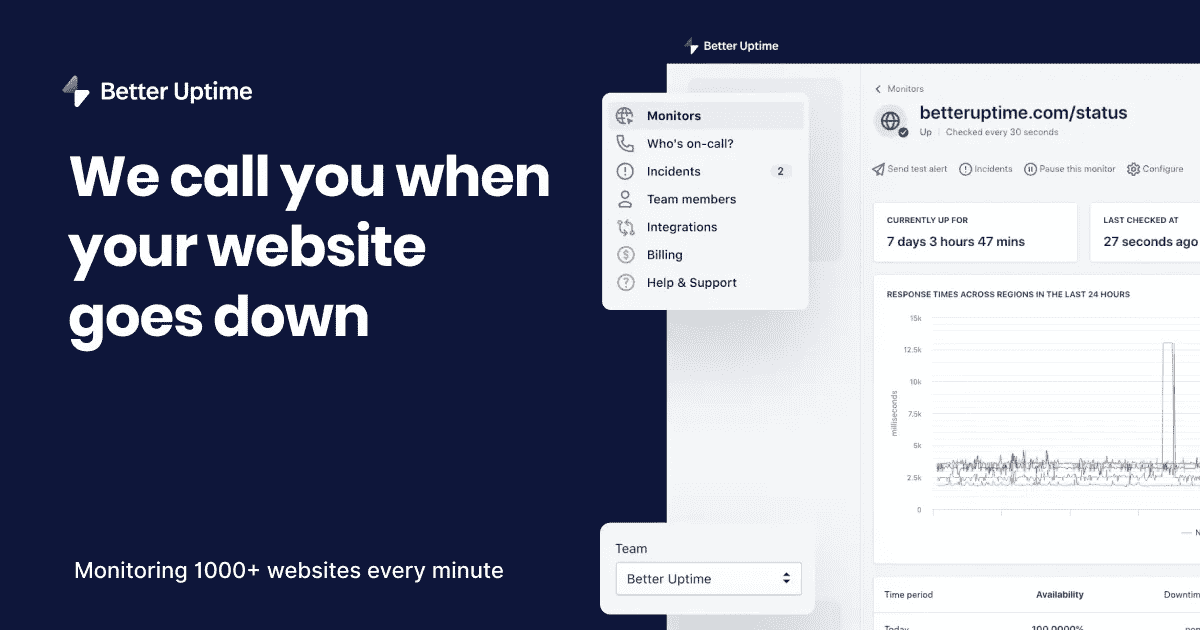 Better Uptime
We call you when
your website
goes down
Monitoring 1000+ websites every minute
Better Uptime
Monitors
Who's on-call?
Incidents 2
Team members
Integrations
Billing
Help & Support
Team
Better Uptime
Monitors
betteruptime.com/status
Up Checked every 30 seconds
Send test alert Incidents Pause this monitor Configure
CURRENTLY UP FOR
7 days 3 hours 47 mins
LAST CHECKED AT
27 seconds ago
RESPONSE TIMES ACROSS REGIONS IN THE LAST 24 HOURS
milliseconds
15k
12.5k
10k
7.5k
5k
2.5k
0
N
Time period Availability Downtim
Today 100.0000%